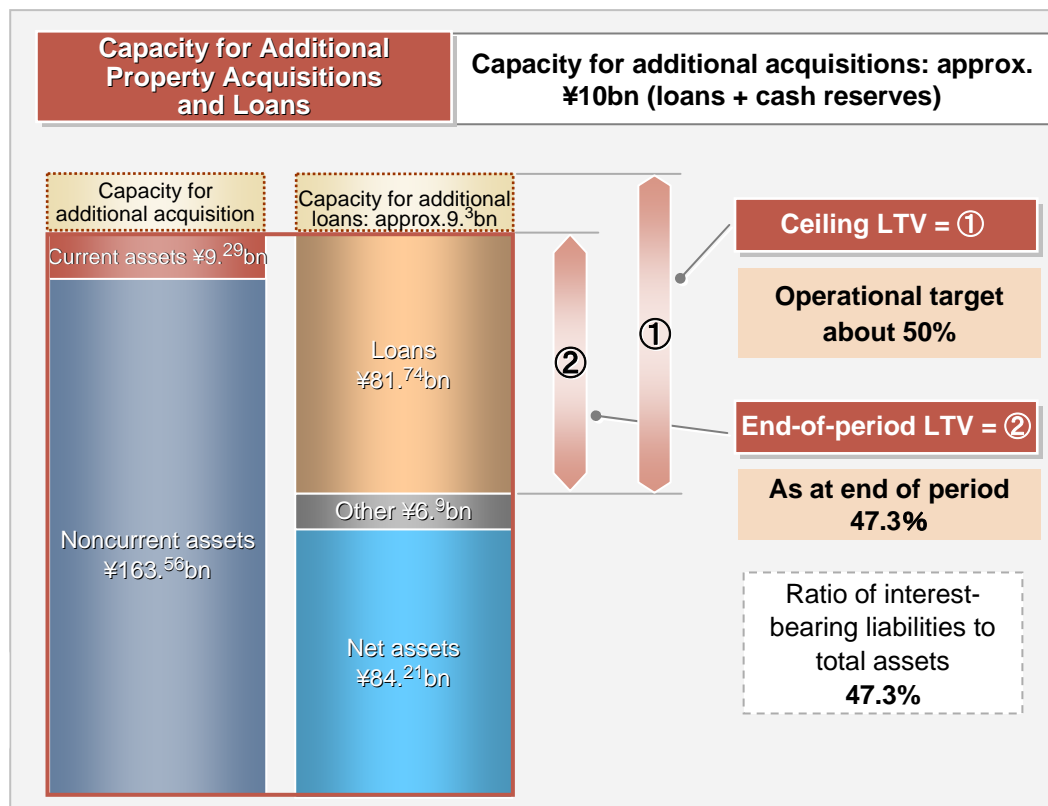 Capacity for Additional
Property Acquisitions
and Loans
Capacity for additional acquisitions: approx.
¥10bn (loans + cash reserves)
Capacity for
additional acquisition
Capacity for additional
loans: approx.9.³bn
Current assets ¥9.²⁹bn
Noncurrent assets
¥163.⁵⁶bn
Loans
¥81.⁷⁴bn
Other ¥6.⁹bn
Net assets
¥84.²¹bn
②
①
Ceiling LTV = ①
Operational target
about 50%
End-of-period LTV = ②
As at end of period
47.3%
Ratio of interest-
bearing liabilities to
total assets
47.3%